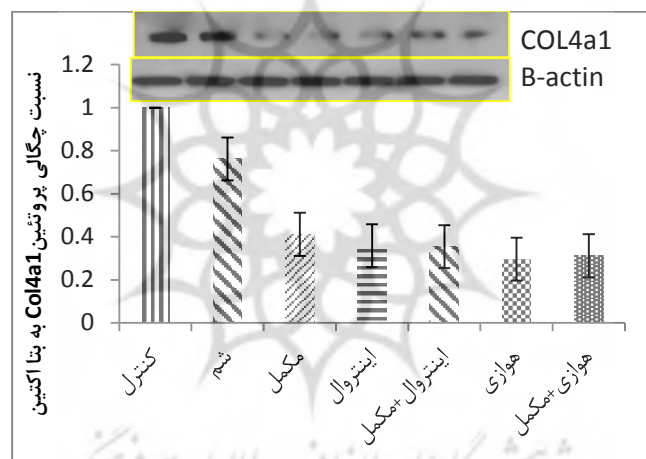 COL4a1
B-actin
نسبت چگالی پروتئین Col4a1 به بتا اکتین
1.2
1
0.8
0.6
0.4
0.2
0
کنترل
شم
مکمل
اینتروال
اینتروال+مکمل
هوازی
هوازی+مکمل